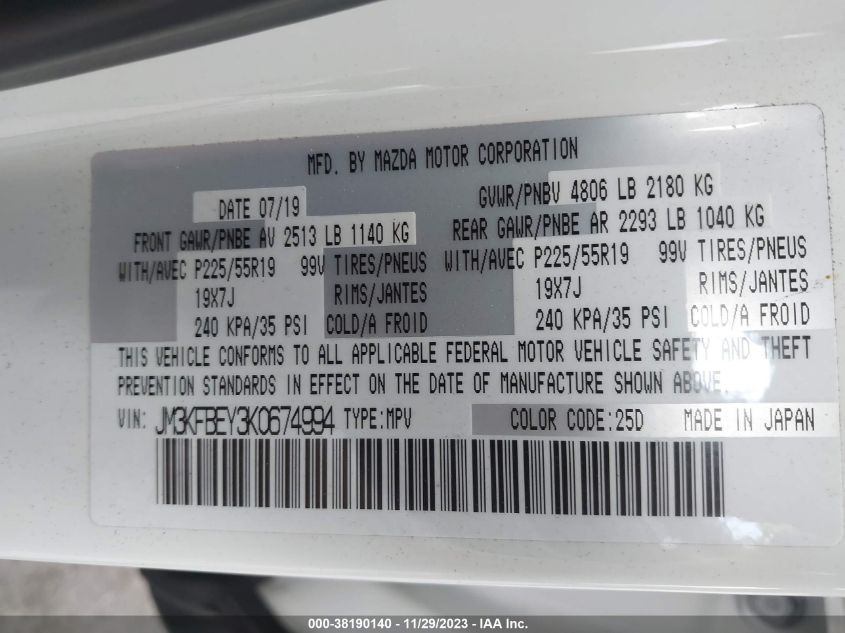 MFD. BY MAZDA MOTOR CORPORATION
DATE 07/19 GVWR/PNBV 4806 LB 2180 KG
FRONT GAWR/PNBE AV 2513 LB 1140 KG REAR GAWR/PNBE AR 2293 LB 1040 KG
WITH/AVEC P225/55R19 99V TIRES/PNEUS WITH/AVEC P225/55R19 99V TIRES/PNEUS
19X7J RIMS/JANTES 19X7J RIMS/JANTES
240 KPA/35 PSI COLD/A FROID 240 KPA/35 PSI COLD/A FROID
THIS VEHICLE CONFORMS TO ALL APPLICABLE FEDERAL MOTOR VEHICLE SAFETY AND THEFT
PREVENTION STANDARDS IN EFFECT ON THE DATE OF MANUFACTURE SHOWN ABOVE.
VIN: JM3KFBEY3K0674994 TYPE:MPV COLOR CODE:25D MADE IN JAPAN
000-38190140 - 11/29/2023 - IAA Inc.